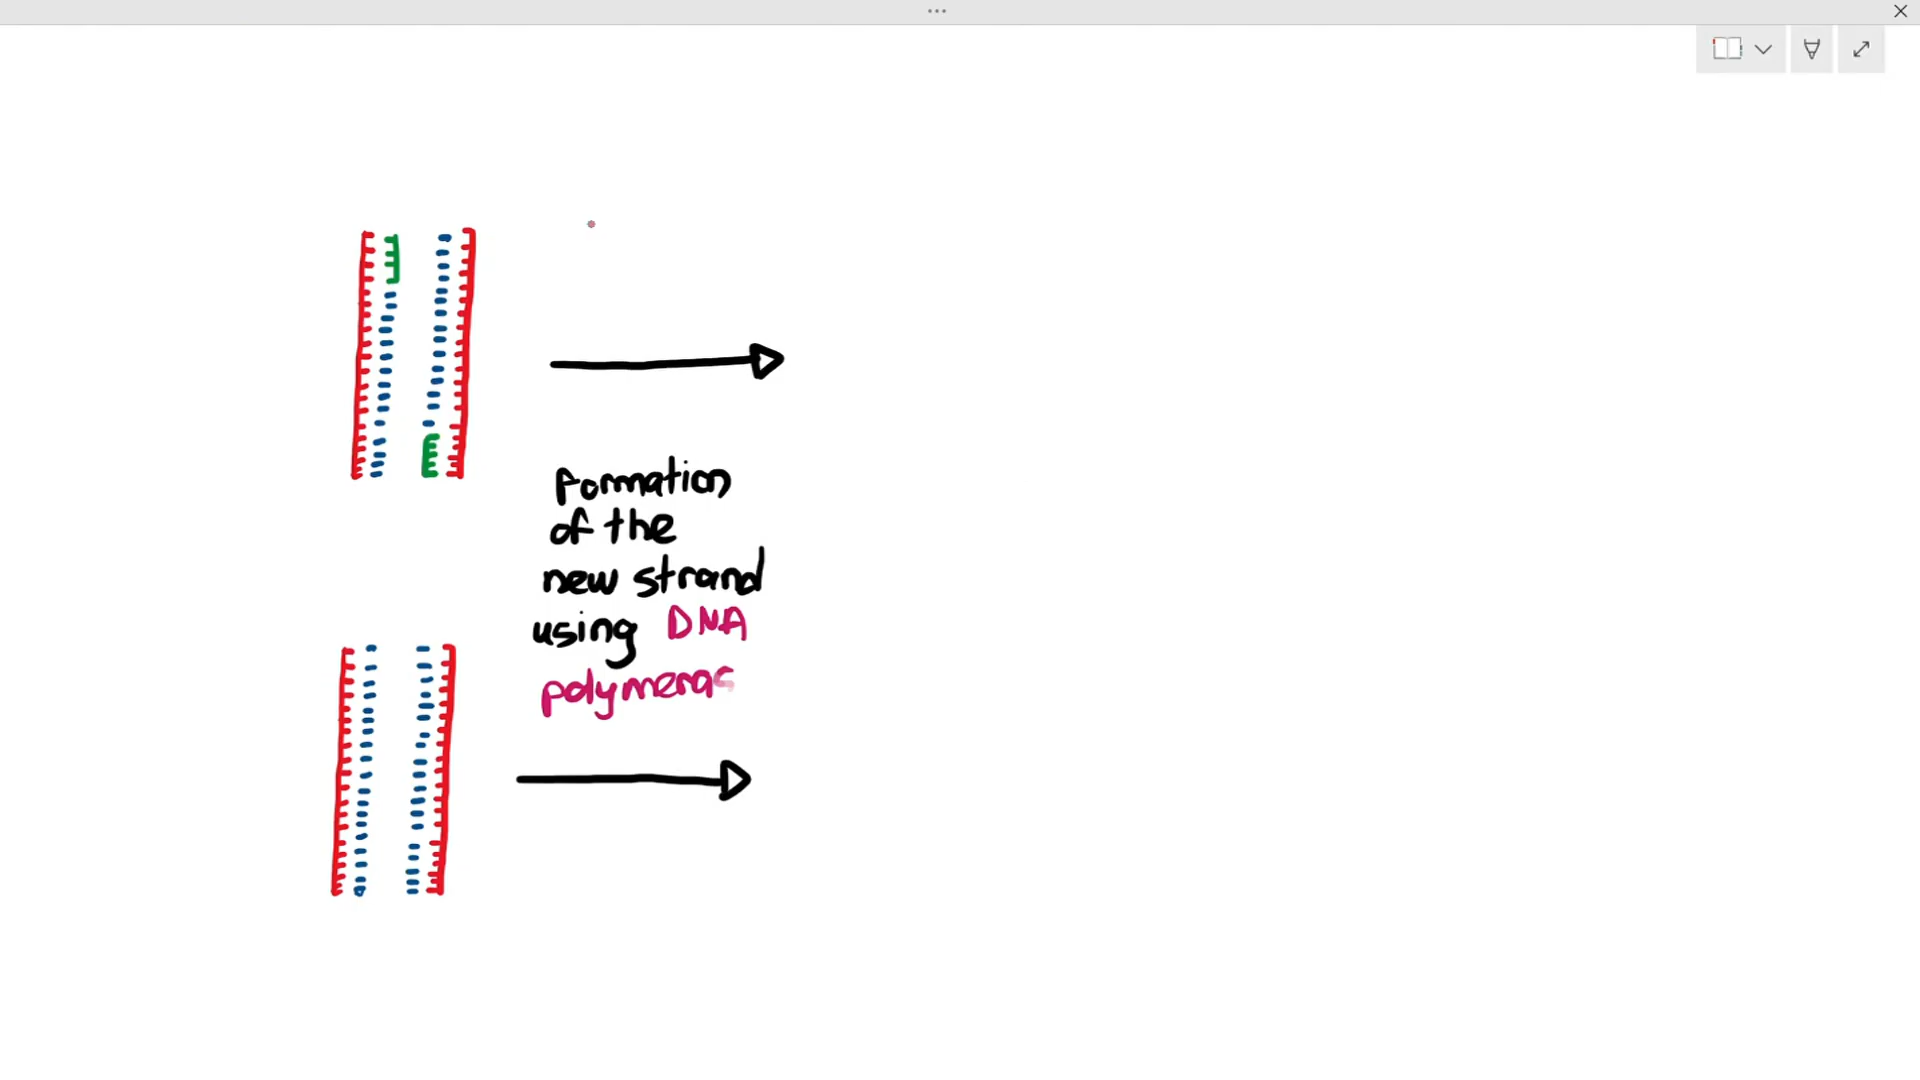 formation
of the
new strand
using DNA
polymeras